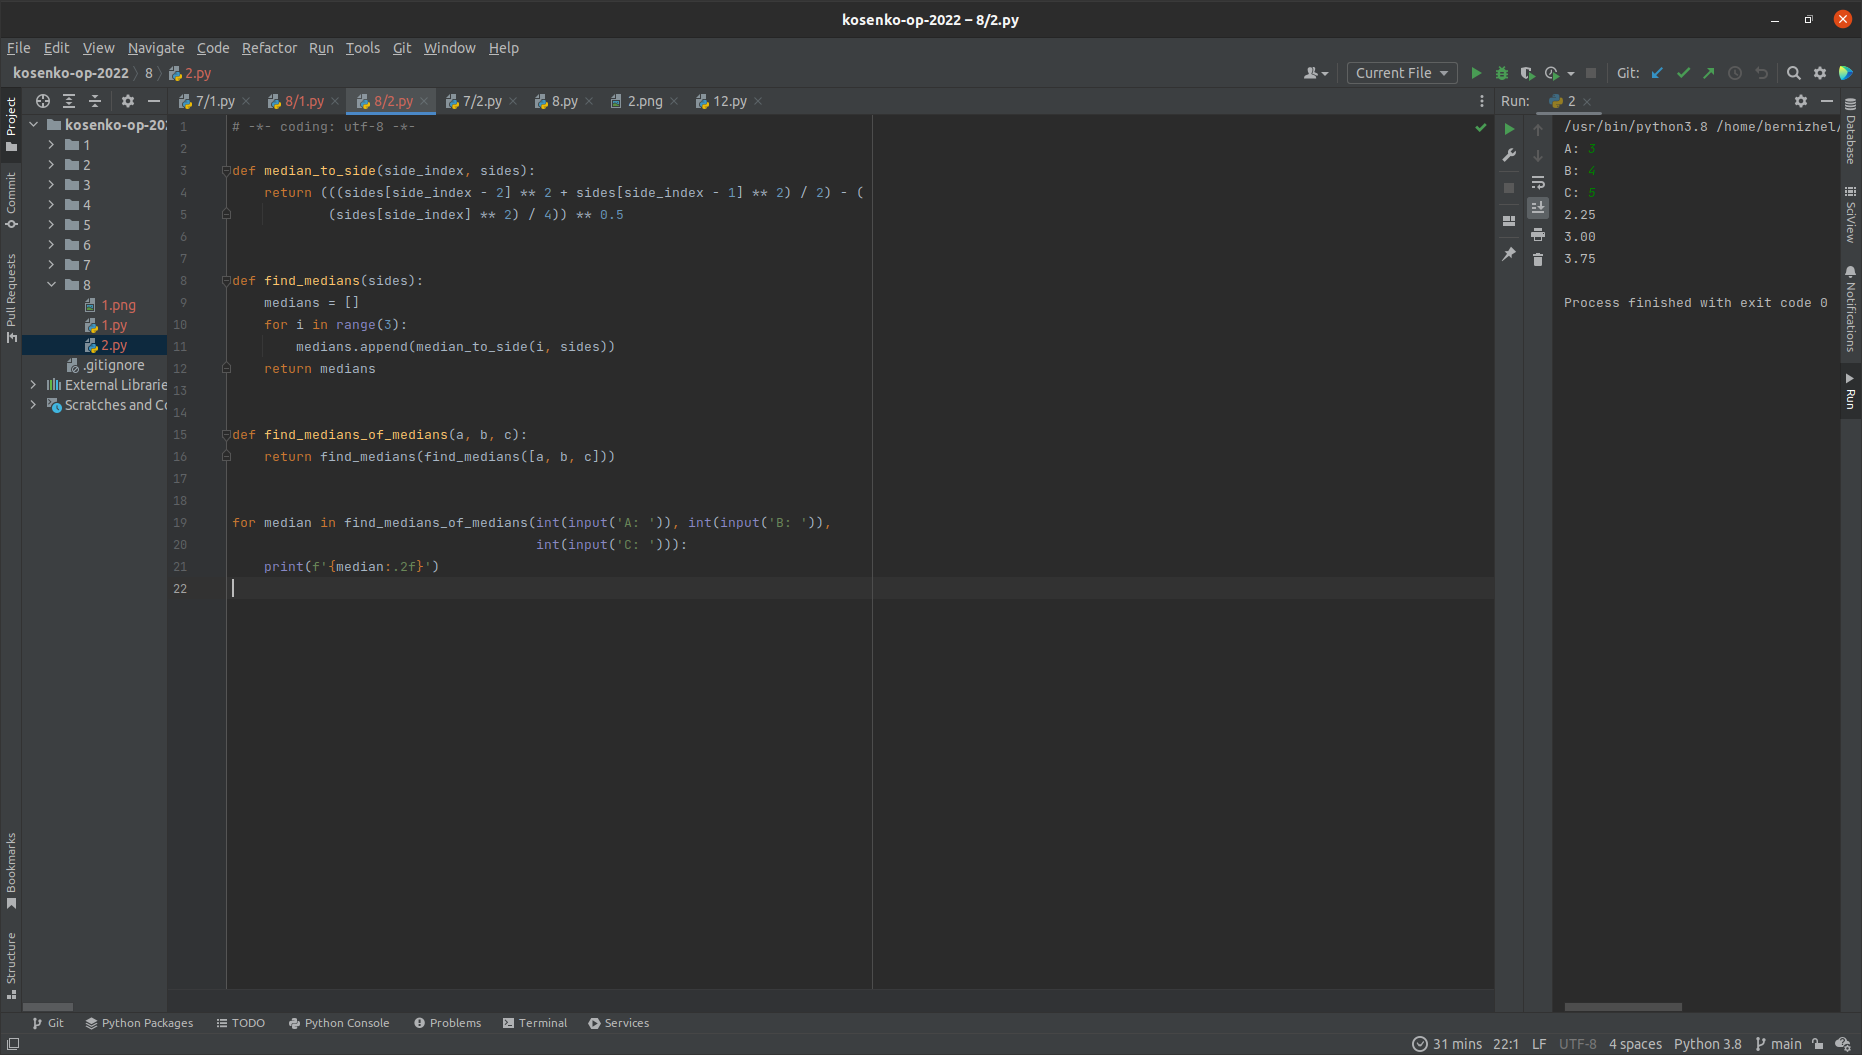 kosenko-op-2022 – 8/2.py
File Edit View Navigate Code Refactor Run Tools Git Window Help
kosenko-op-2022 8 2.py
Current File
Git:
Project
Commit
Pull Requests
Bookmarks
Structure
kosenko-op-202
1
2
3
4
5
6
7
8
1.png
1.py
2.py
.gitignore
External Librarie
Scratches and Co
7/1.py 8/1.py 8/2.py 7/2.py 8.py 2.png 12.py
1 # -*- coding: utf-8 -*-
2
3 def median_to_side(side_index, sides):
4     return (((sides[side_index - 2] ** 2 + sides[side_index - 1] ** 2) / 2) - (
5             (sides[side_index] ** 2) / 4)) ** 0.5
6
7
8 def find_medians(sides):
9     medians = []
10     for i in range(3):
11         medians.append(median_to_side(i, sides))
12     return medians
13
14
15 def find_medians_of_medians(a, b, c):
16     return find_medians(find_medians([a, b, c]))
17
18
19 for median in find_medians_of_medians(int(input('A: ')), int(input('B: ')),
20                                       int(input('C: '))):
21     print(f'{median:.2f}')
22
Run: 2
/usr/bin/python3.8 /home/bernizhel/
A: 3
B: 4
C: 5
2.25
3.00
3.75
Process finished with exit code 0
Database
SciView
Notifications
Run
Git Python Packages TODO Python Console Problems Terminal Services
31 mins 22:1 LF UTF-8 4 spaces Python 3.8 main